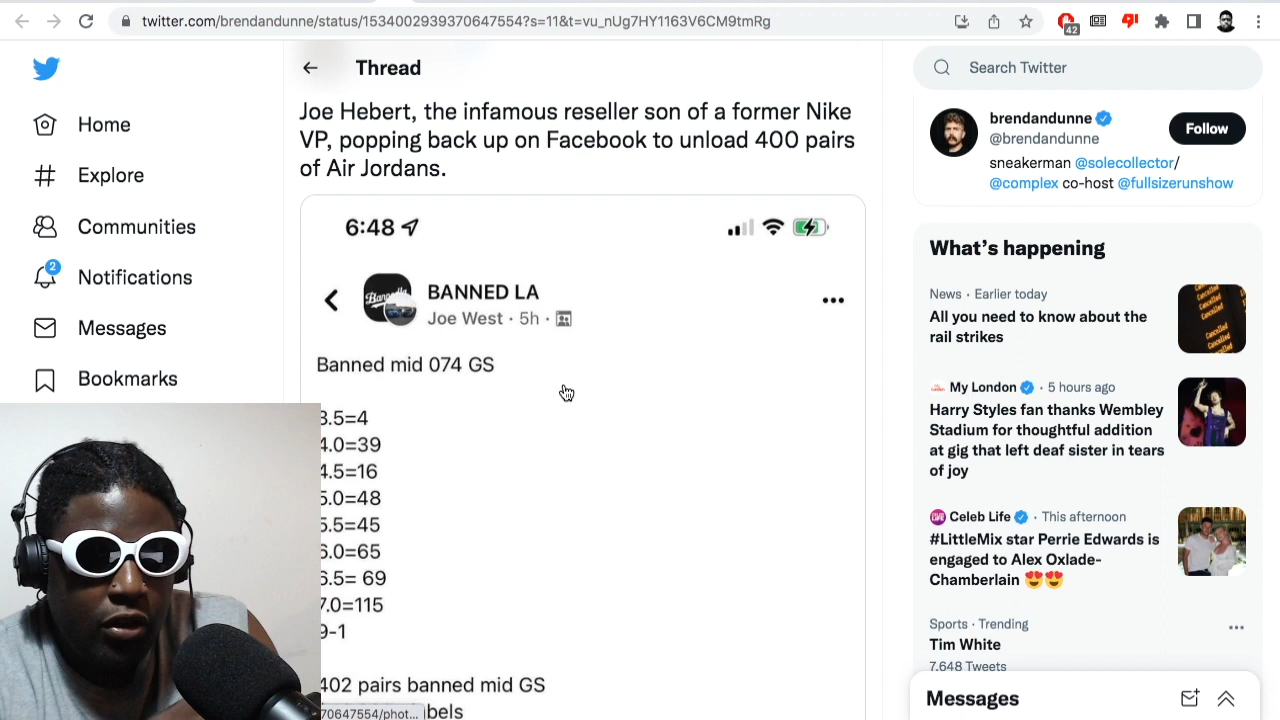 twitter.com/brendandunne/status/1534002939370647554?s=11&t=vu_nUg7HY1163V6CM9tmRg
42
Home
Explore
Communities
2
Notifications
Messages
Bookmarks
Thread
Joe Hebert, the infamous reseller son of a former Nike
VP, popping back up on Facebook to unload 400 pairs
of Air Jordans.
6:48
BANNED LA
Joe West · 5h ·
Banned mid 074 GS
3.5=4
4.0=39
4.5=16
5.0=48
5.5=45
6.0=65
6.5= 69
7.0=115
9-1
402 pairs banned mid GS
70647554/phot...
bels
Search Twitter
brendandunne
@brendandunne
Follow
sneakerman @solecollector/
@complex co-host @fullsizerunshow
What's happening
News · Earlier today
All you need to know about the
rail strikes
Cancelled
Cancelled
Cancelled
My London · 5 hours ago
Harry Styles fan thanks Wembley
Stadium for thoughtful addition
at gig that left deaf sister in tears
of joy
Celeb Life · This afternoon
#LittleMix star Perrie Edwards is
engaged to Alex Oxlade-
Chamberlain 😍😍
Sports · Trending
Tim White
7,648 Tweets
Messages